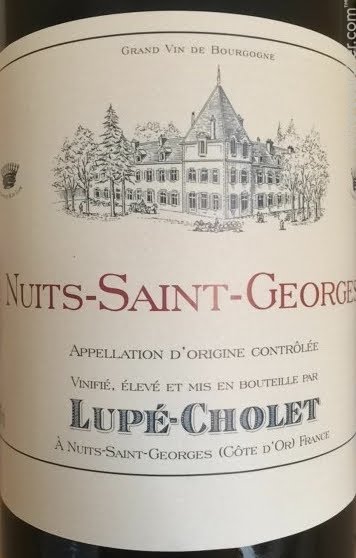 GRAND VIN DE BOURGOGNE
NUITS-SAINT-GEORGES
APPELLATION D'ORIGINE CONTRÔLÉE
VINIFIÉ, ÉLEVÉ ET MIS EN BOUTEILLE PAR
LUPÉ-CHOLET
À NUITS-SAINT-GEORGES (CÔTE D'OR) FRANCE